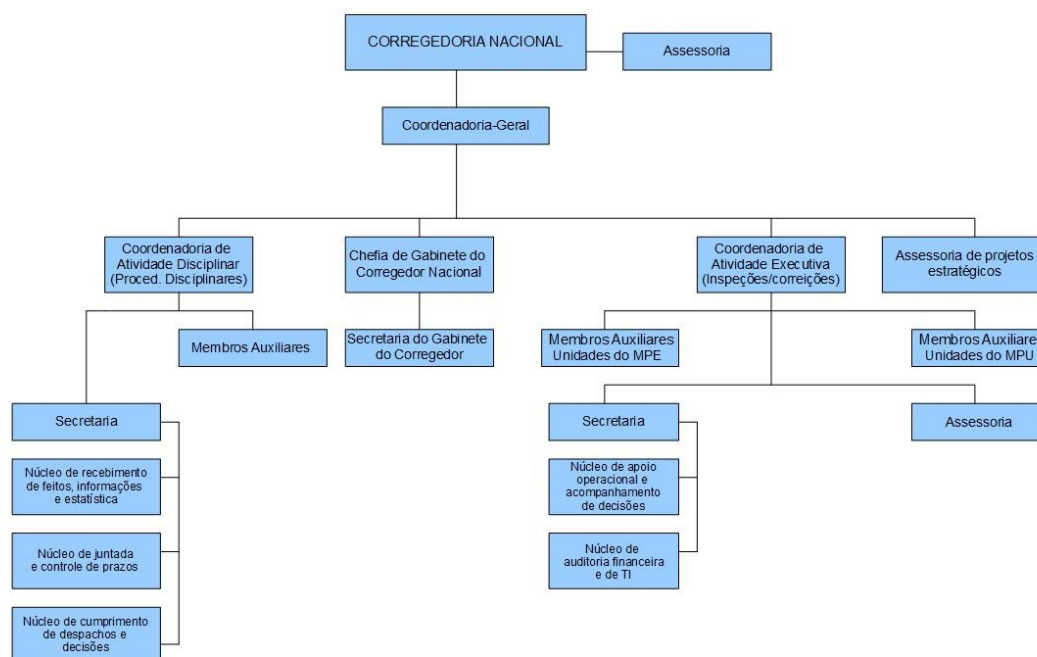 CORREGEDORIA NACIONAL
Assessoria
Coordenadoria-Geral
Coordenadoria de
Atividade Disciplinar
(Proced. Disciplinares)
Chefia de Gabinete do
Corregedor Nacional
Coordenadoria de
Atividade Executiva
(Inspeções/correições)
Assessoria de projetos
estratégicos
Membros Auxiliares
Secretaria do Gabinete
do Corregedor
Membros Auxiliares
Unidades do MPE
Membros Auxiliare
Unidades do MPU
Secretaria
Secretaria
Assessoria
Núcleo de recebimento
de feitos, informações
e estatística
Núcleo de apoio
operacional e
acompanhamento
de decisões
Núcleo de juntada
e controle de prazos
Núcleo de
auditoria financeira
e de TI
Núcleo de cumprimento
de despachos e
decisões